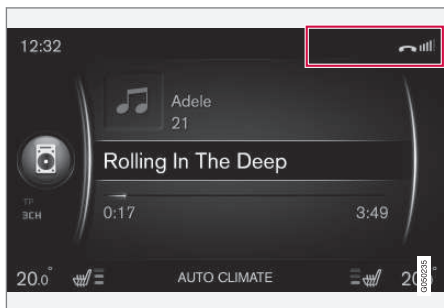 12:32
Adele
21
Rolling In The Deep
TP
3CH
0:17
3:49
20.0°
AUTO CLIMATE
20
G050235